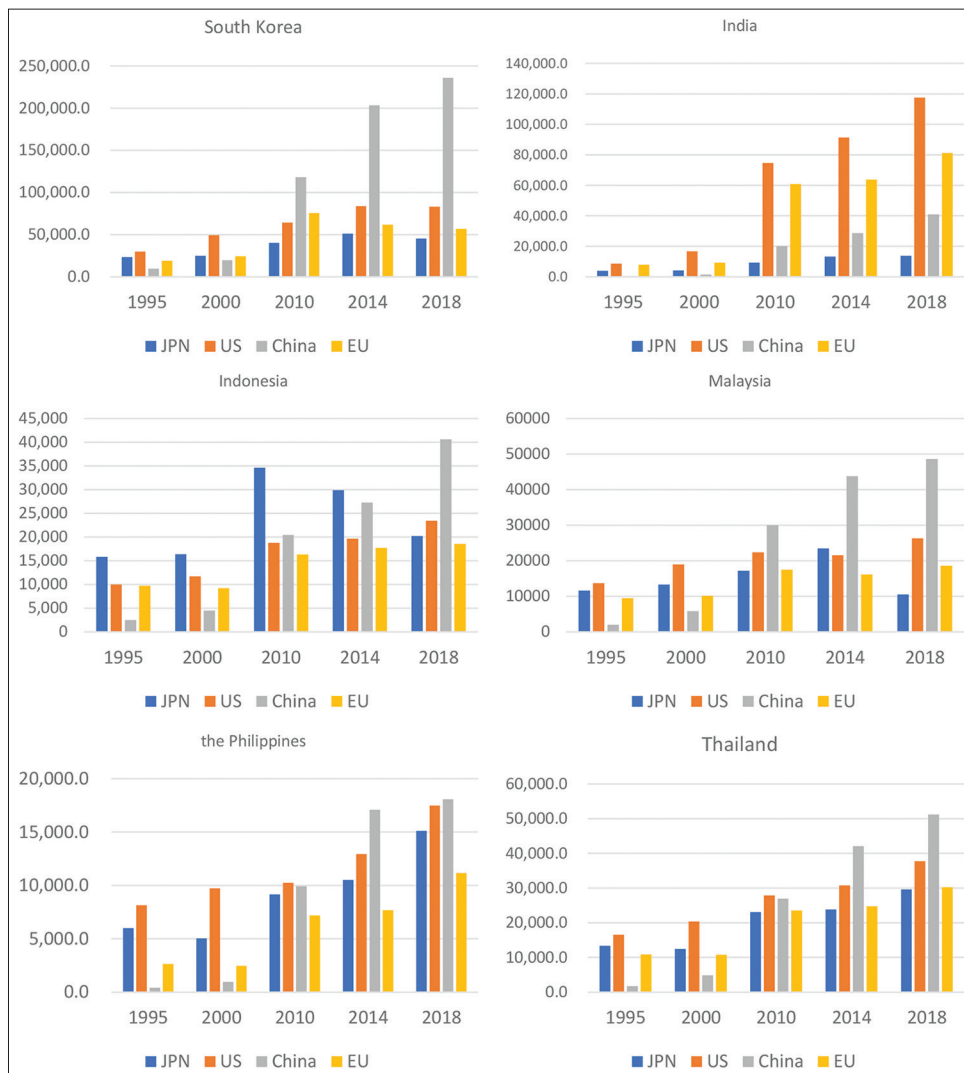 South Korea
250,000.0
200,000.0
150,000.0
100,000.0
50,000.0
0.0
1995 2000 2010 2014 2018
JPN US China EU
India
140,000.0
120,000.0
100,000.0
80,000.0
60,000.0
40,000.0
20,000.0
0.0
1995 2000 2010 2014 2018
JPN US China EU
Indonesia
45,000
40,000
35,000
30,000
25,000
20,000
15,000
10,000
5,000
0
1995 2000 2010 2014 2018
JPN US China EU
Malaysia
60000
50000
40000
30000
20000
10000
0
1995 2000 2010 2014 2018
JPN US China EU
the Philippines
20,000.0
15,000.0
10,000.0
5,000.0
0.0
1995 2000 2010 2014 2018
JPN US China EU
Thailand
60,000.0
50,000.0
40,000.0
30,000.0
20,000.0
10,000.0
0.0
1995 2000 2010 2014 2018
JPN US China EU